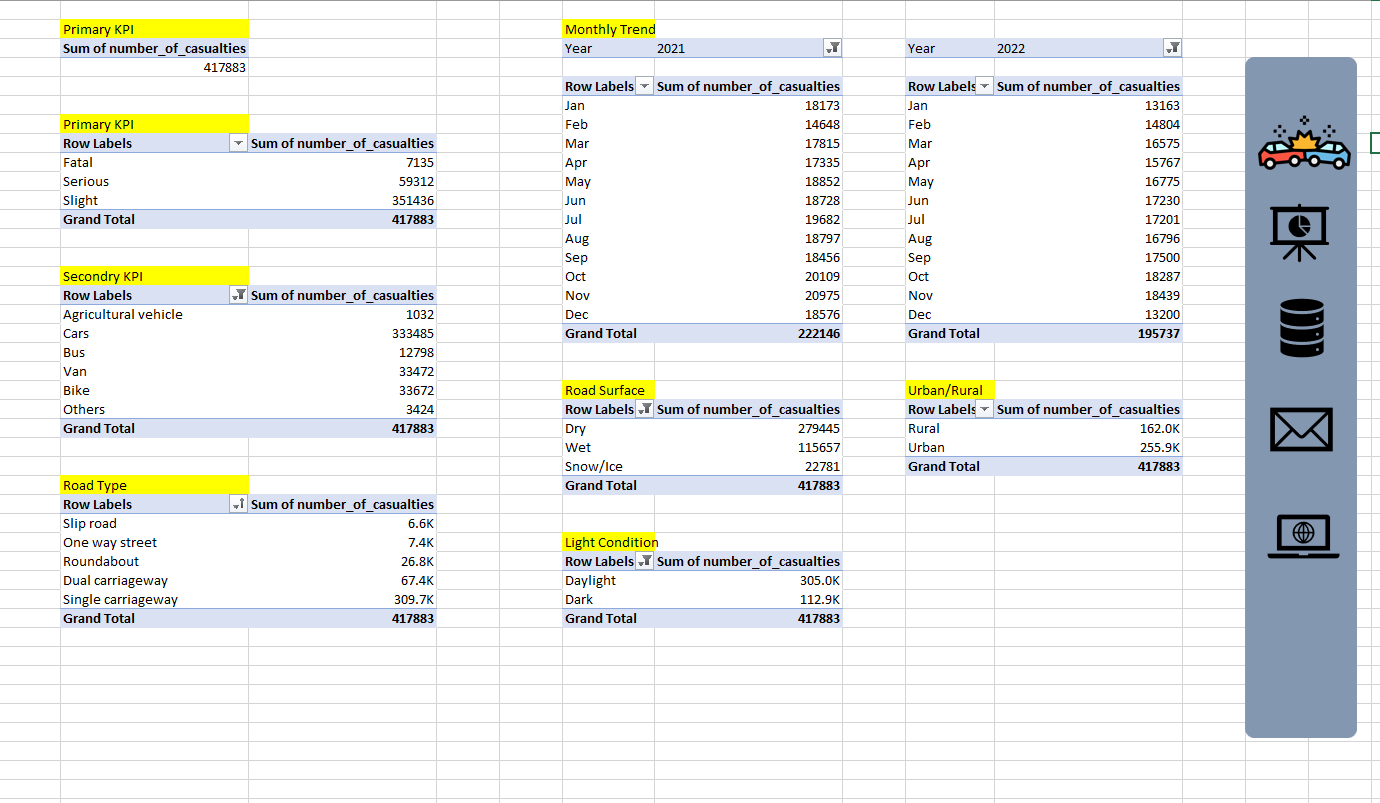 Primary KPI
Sum of number_of_casualties
417883
Primary KPI
Row Labels Sum of number_of_casualties
Fatal 7135
Serious 59312
Slight 351436
Grand Total 417883
Secondry KPI
Row Labels Sum of number_of_casualties
Agricultural vehicle 1032
Cars 333485
Bus 12798
Van 33472
Bike 33672
Others 3424
Grand Total 417883
Road Type
Row Labels Sum of number_of_casualties
Slip road 6.6K
One way street 7.4K
Roundabout 26.8K
Dual carriageway 67.4K
Single carriageway 309.7K
Grand Total 417883
Monthly Trend
Year 2021
Row Labels Sum of number_of_casualties
Jan 18173
Feb 14648
Mar 17815
Apr 17335
May 18852
Jun 18728
Jul 19682
Aug 18797
Sep 18456
Oct 20109
Nov 20975
Dec 18576
Grand Total 222146
Year 2022
Row Labels Sum of number_of_casualties
Jan 13163
Feb 14804
Mar 16575
Apr 15767
May 16775
Jun 17230
Jul 17201
Aug 16796
Sep 17500
Oct 18287
Nov 18439
Dec 13200
Grand Total 195737
Road Surface
Row Labels Sum of number_of_casualties
Dry 279445
Wet 115657
Snow/Ice 22781
Grand Total 417883
Urban/Rural
Row Labels Sum of number_of_casualties
Rural 162.0K
Urban 255.9K
Grand Total 417883
Light Condition
Row Labels Sum of number_of_casualties
Daylight 305.0K
Dark 112.9K
Grand Total 417883